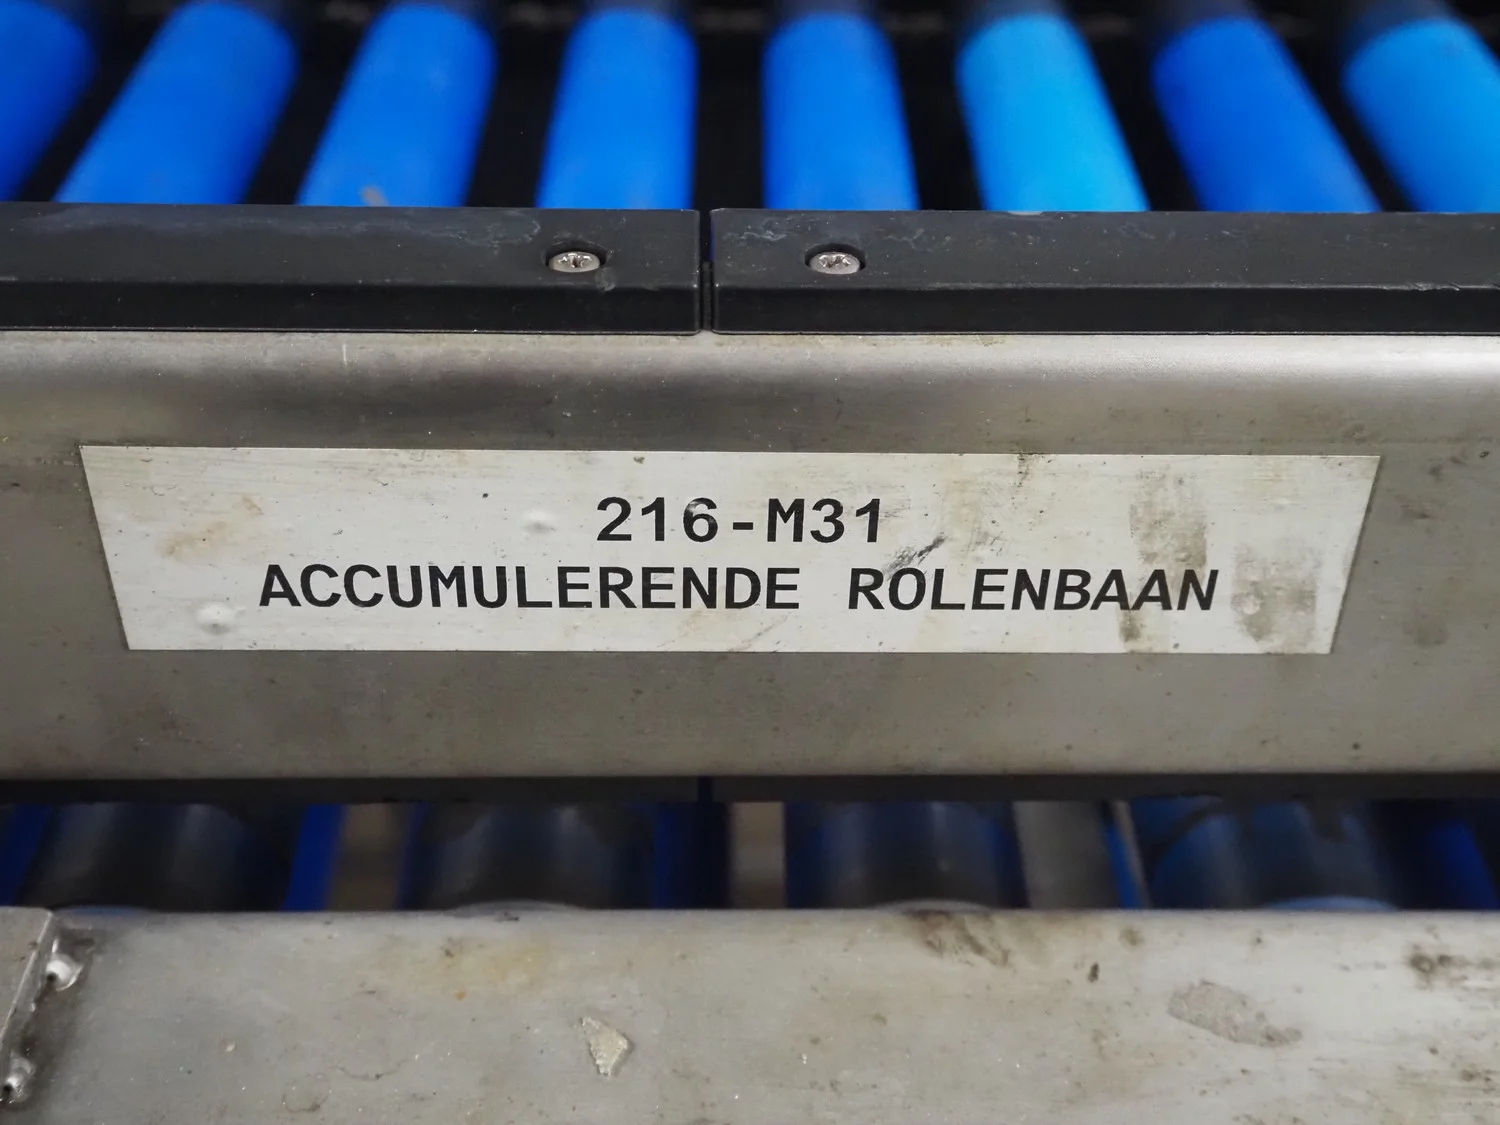 216-M31
ACCUMULERENDE ROLENBAAN